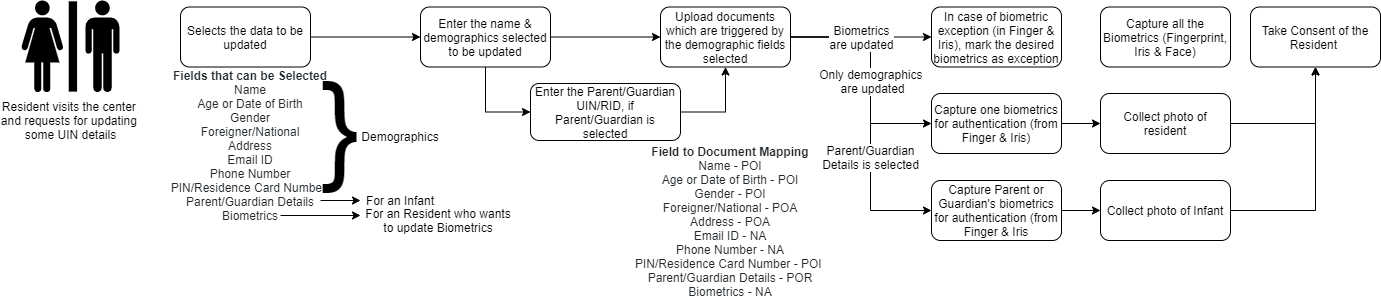 Resident visits the center
and requests for updating
some UIN details
Selects the data to be
updated
Fields that can be Selected
Name
Age or Date of Birth
Gender
Foreigner/National
Address
Email ID
Phone Number
PIN/Residence Card Number
Parent/Guardian Details
Biometrics
Demographics
For an Infant
For an Resident who wants
to update Biometrics
Enter the name &
demographics selected
to be updated
Enter the Parent/Guardian
UIN/RID, if
Parent/Guardian is
selected
Upload documents
which are triggered by
the demographic fields
selected
Field to Document Mapping
Name - POI
Age or Date of Birth - POI
Gender - POI
Foreigner/National - POA
Address - POA
Email ID - NA
Phone Number - NA
PIN/Residence Card Number - POI
Parent/Guardian Details - POR
Biometrics - NA
Biometrics
are updated
Only demographics
are updated
Parent/Guardian
Details is selected
In case of biometric
exception (in Finger &
Iris), mark the desired
biometrics as exception
Capture all the
Biometrics (Fingerprint,
Iris & Face)
Take Consent of the
Resident
Capture one biometrics
for authentication (from
Finger & Iris)
Collect photo of
resident
Capture Parent or
Guardian's biometrics
for authentication (from
Finger & Iris
Collect photo of Infant